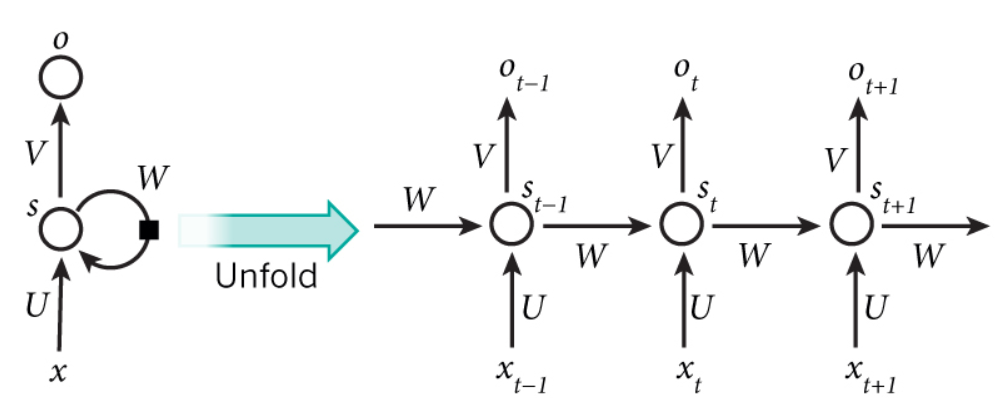 o
V
W
s
U
x
Unfold
o_{t-1} o_t o_{t+1}
V V V
W s_{t-1} s_t s_{t+1}
W W W
U U U
x_{t-1} x_t x_{t+1}